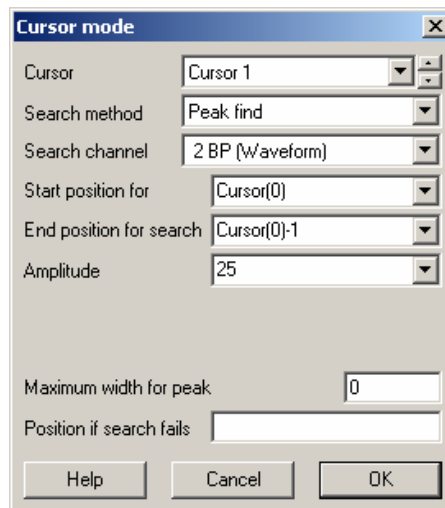 Cursor mode
Cursor Cursor 1
Search method Peak find
Search channel 2 BP (Waveform)
Start position for Cursor(0)
End position for search Cursor(0)-1
Amplitude 25
Maximum width for peak 0
Position if search fails
Help Cancel OK